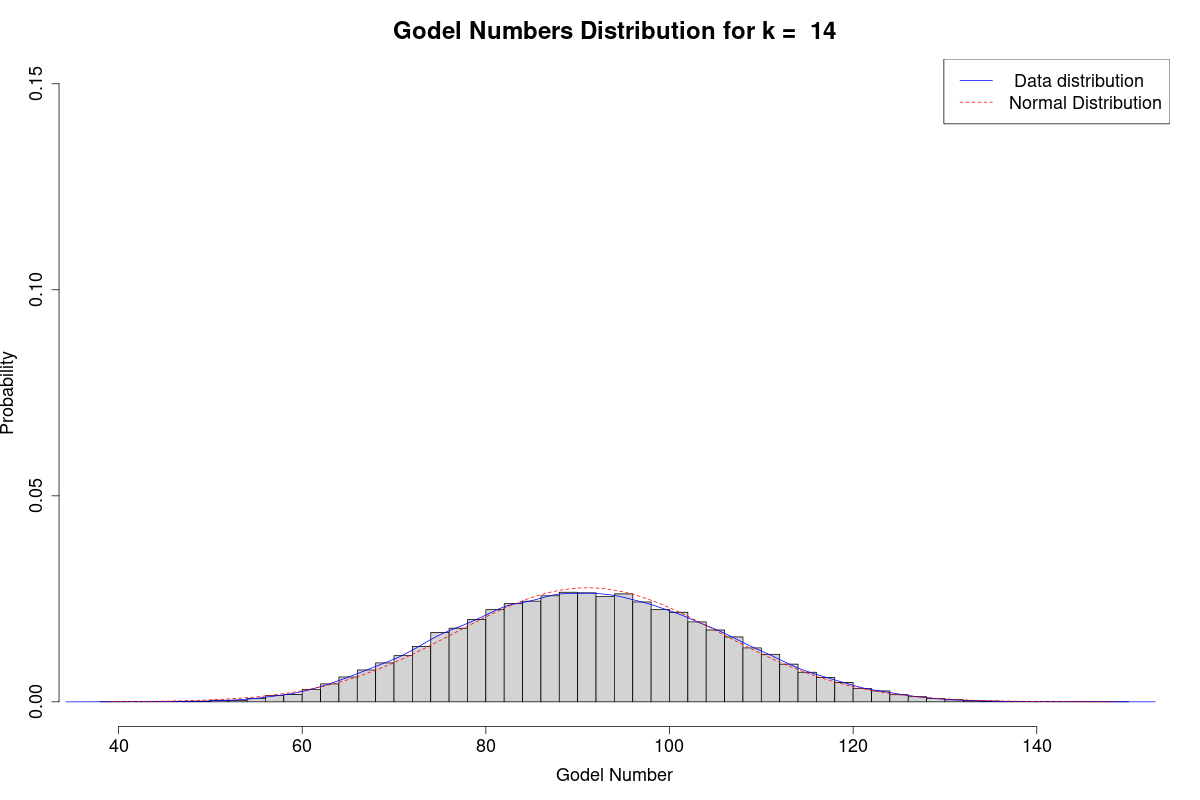 Godel Numbers Distribution for k =  14
Data distribution
Normal Distribution
Probability
0.15
0.10
0.05
0.00
40 60 80 100 120 140
Godel Number